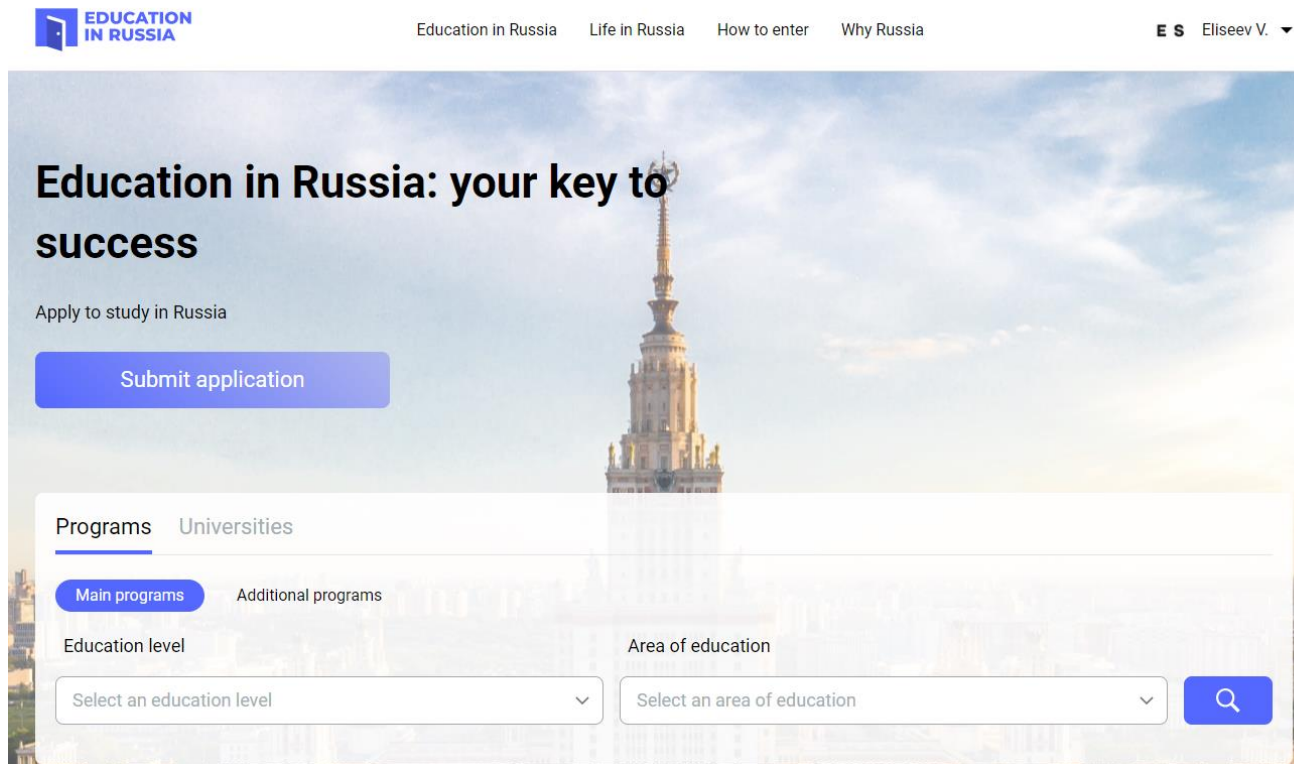 EDUCATION
IN RUSSIA
Education in Russia Life in Russia How to enter Why Russia
E S Eliseev V.
Education in Russia: your key to
success
Apply to study in Russia
Submit application
Programs Universities
Main programs Additional programs
Education level Area of education
Select an education level Select an area of education